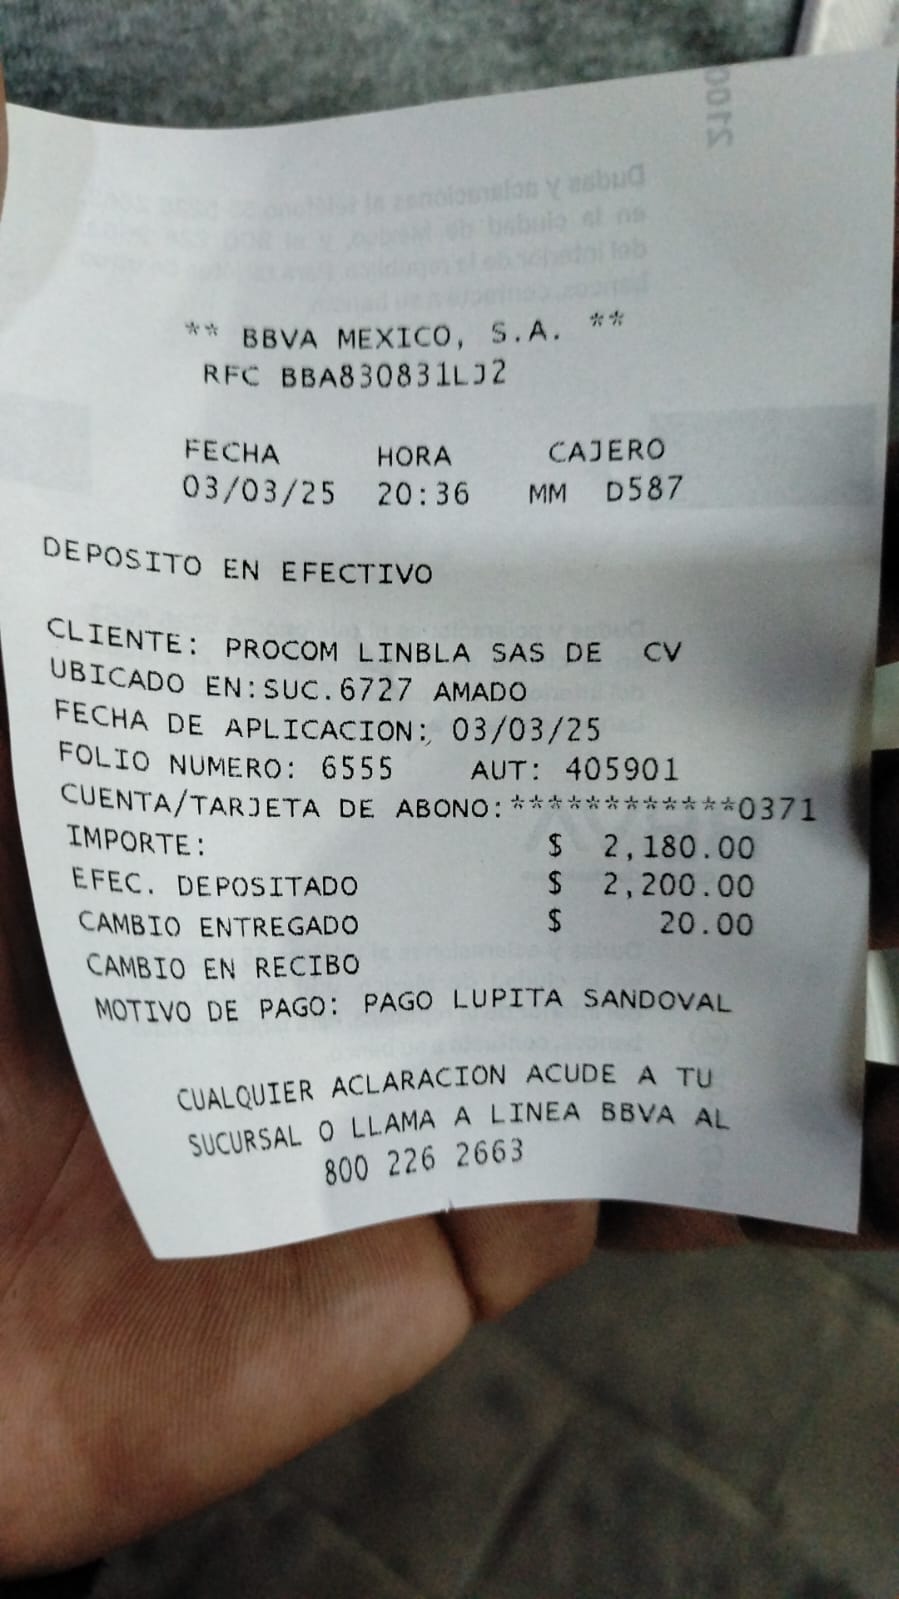 ** BBVA MEXICO, S.A. **
RFC BBA830831LJ2
FECHA HORA CAJERO
03/03/25 20:36 MM D587
DEPOSITO EN EFECTIVO
CLIENTE: PROCOM LINBLA SAS DE CV
UBICADO EN:SUC.6727 AMADO
FECHA DE APLICACION: 03/03/25
FOLIO NUMERO: 6555 AUT: 405901
CUENTA/TARJETA DE ABONO:************0371
IMPORTE: $ 2,180.00
EFEC. DEPOSITADO $ 2,200.00
CAMBIO ENTREGADO $ 20.00
CAMBIO EN RECIBO
MOTIVO DE PAGO: PAGO LUPITA SANDOVAL
CUALQUIER ACLARACION ACUDE A TU
SUCURSAL O LLAMA A LINEA BBVA AL
800 226 2663